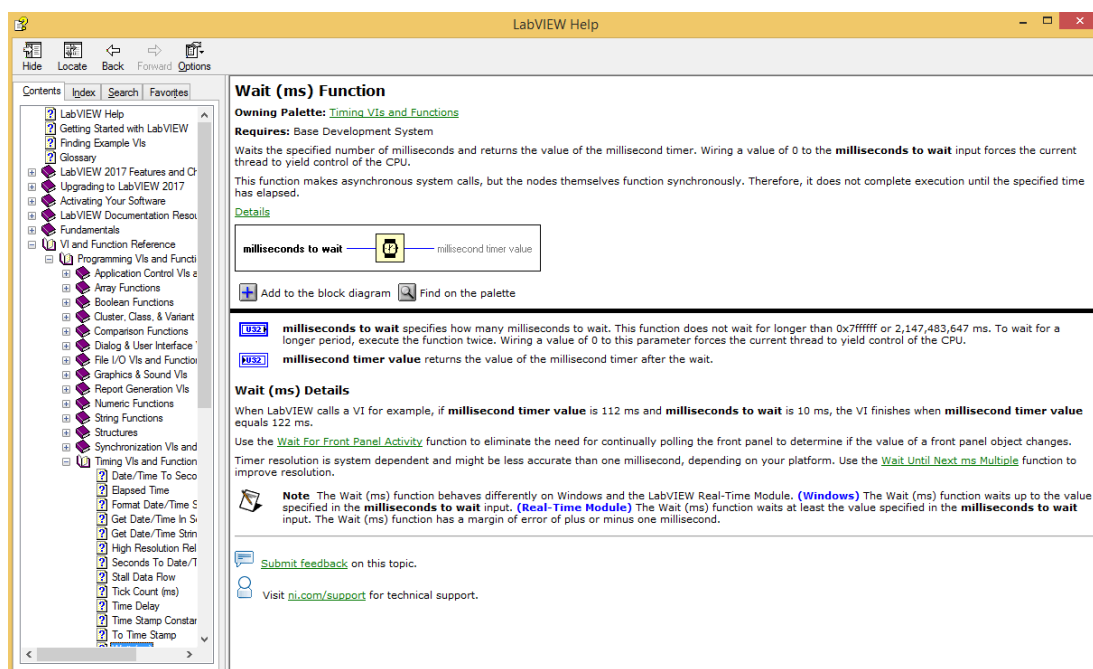 LabVIEW Help
Hide Locate Back Forward Options
Contents Index Search Favorites
LabVIEW Help
Getting Started with LabVIEW
Finding Example VIs
Glossary
LabVIEW 2017 Features and Ch
Upgrading to LabVIEW 2017
Activating Your Software
LabVIEW Documentation Resou
Fundamentals
VI and Function Reference
Programming VIs and Functi
Application Control VIs a
Array Functions
Boolean Functions
Cluster, Class, & Variant
Comparison Functions
Dialog & User Interface
File I/O VIs and Function
Graphics & Sound VIs
Report Generation VIs
Numeric Functions
String Functions
Structures
Synchronization VIs and
Timing VIs and Function
Date/Time To Seco
Elapsed Time
Format Date/Time S
Get Date/Time In S
Get Date/Time Strin
High Resolution Rel
Seconds To Date/T
Stall Data Flow
Tick Count (ms)
Time Delay
Time Stamp Constar
To Time Stamp
Wait (ms) Function
Owning Palette: Timing VIs and Functions
Requires: Base Development System
Waits the specified number of milliseconds and returns the value of the millisecond timer. Wiring a value of 0 to the milliseconds to wait input forces the current
thread to yield control of the CPU.
This function makes asynchronous system calls, but the nodes themselves function synchronously. Therefore, it does not complete execution until the specified time
has elapsed.
Details
milliseconds to wait millisecond timer value
Add to the block diagram Find on the palette
U32 milliseconds to wait specifies how many milliseconds to wait. This function does not wait for longer than 0x7ffffff or 2,147,483,647 ms. To wait for a
longer period, execute the function twice. Wiring a value of 0 to this parameter forces the current thread to yield control of the CPU.
U32 millisecond timer value returns the value of the millisecond timer after the wait.
Wait (ms) Details
When LabVIEW calls a VI for example, if millisecond timer value is 112 ms and milliseconds to wait is 10 ms, the VI finishes when millisecond timer value
equals 122 ms.
Use the Wait For Front Panel Activity function to eliminate the need for continually polling the front panel to determine if the value of a front panel object changes.
Timer resolution is system dependent and might be less accurate than one millisecond, depending on your platform. Use the Wait Until Next ms Multiple function to
improve resolution.
Note The Wait (ms) function behaves differently on Windows and the LabVIEW Real-Time Module. (Windows) The Wait (ms) function waits up to the value
specified in the milliseconds to wait input. (Real-Time Module) The Wait (ms) function waits at least the value specified in the milliseconds to wait
input. The Wait (ms) function has a margin of error of plus or minus one millisecond.
Submit feedback on this topic.
Visit ni.com/support for technical support.